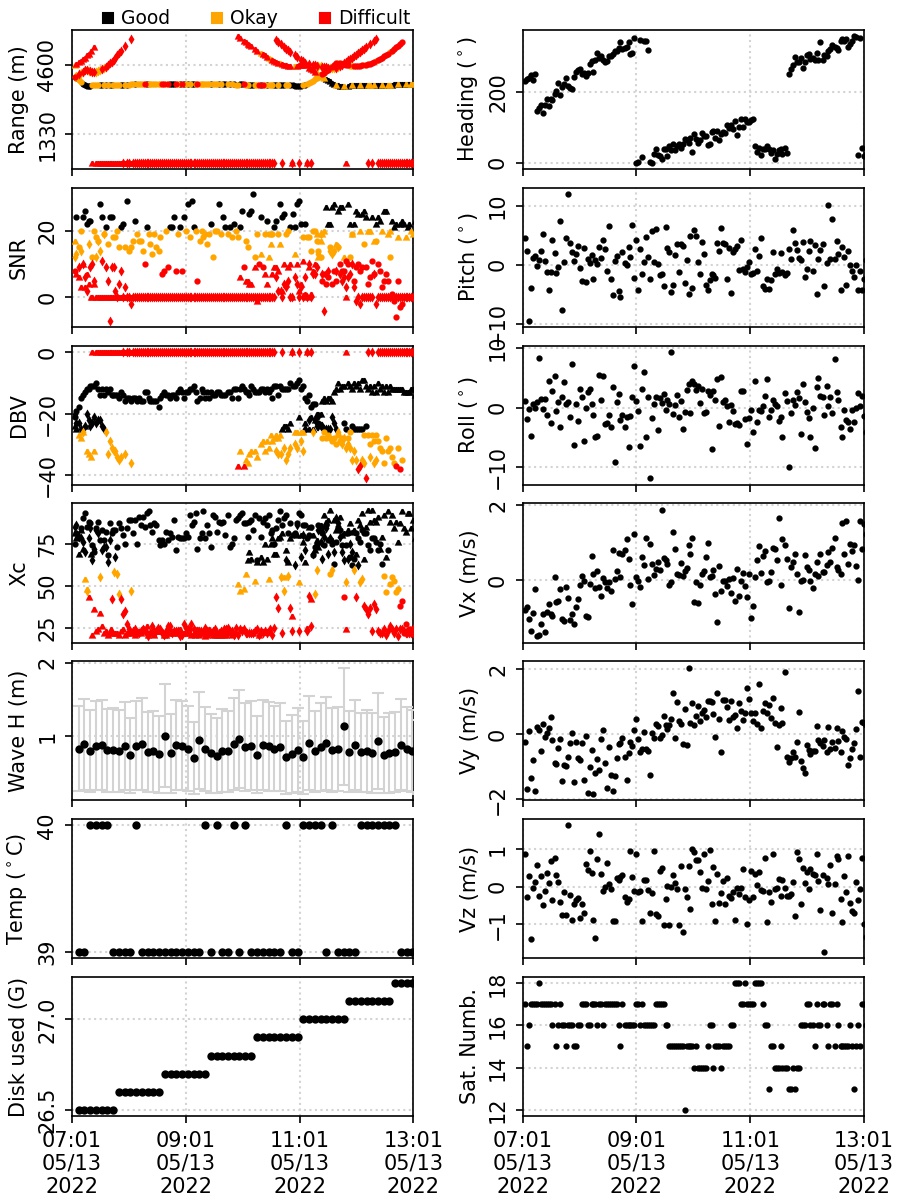 Good Okay Difficult
Range (m)
4600
1330
Heading (°)
200
0
SNR
20
0
Pitch (°)
10
0
−10
DBV
0
−20
−40
Roll (°)
10
0
−10
Xc
75
50
25
Vx (m/s)
2
0
Wave H (m)
2
1
Vy (m/s)
2
0
−2
Temp (°C)
40
39
Vz (m/s)
1
0
−1
Disk used (G)
27.0
26.5
Sat. Numb.
18
16
14
12
07:01 09:01 11:01 13:01
05/13 05/13 05/13 05/13
2022 2022 2022 2022
07:01 09:01 11:01 13:01
05/13 05/13 05/13 05/13
2022 2022 2022 2022